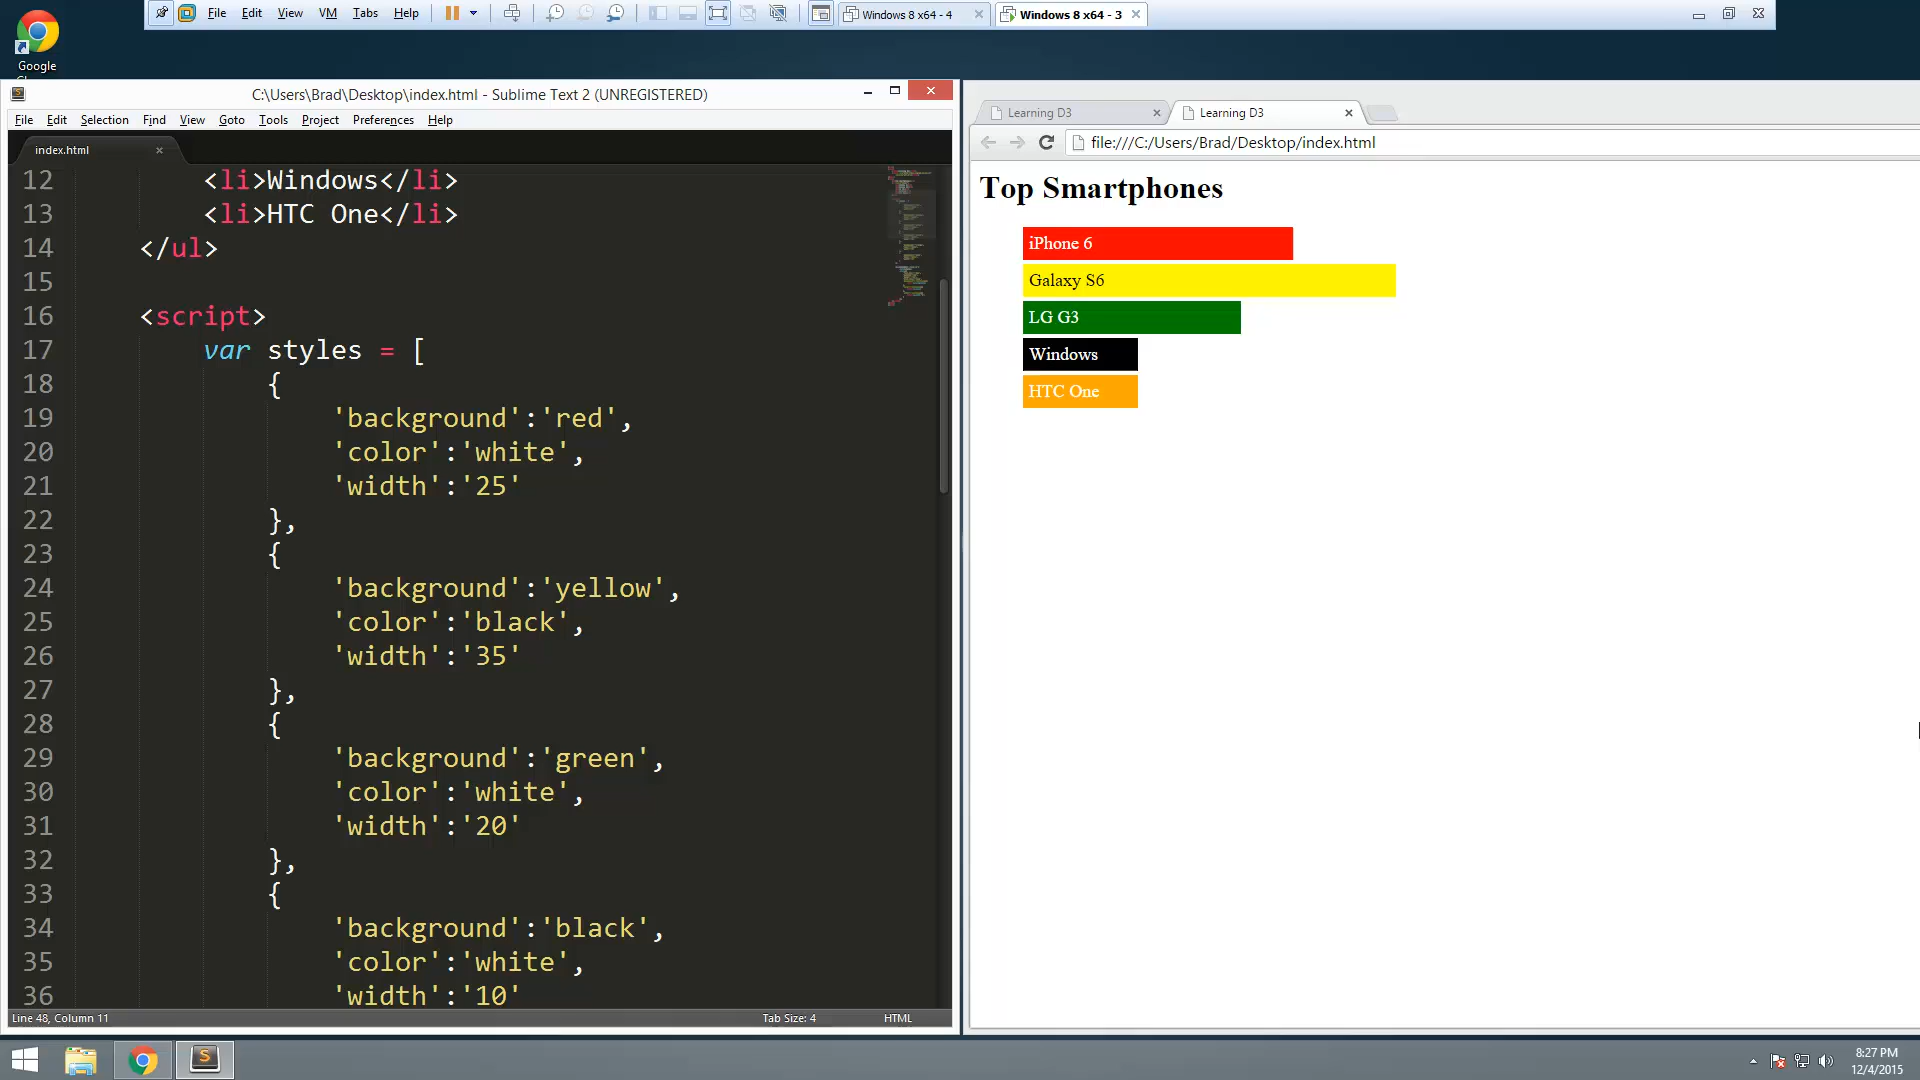 File Edit View VM Tabs Help
Windows 8 x64 - 4
Windows 8 x64 - 3
Google
C:\Users\Brad\Desktop\index.html - Sublime Text 2 (UNREGISTERED)
File Edit Selection Find View Goto Tools Project Preferences Help
index.html
12 <li>Windows</li>
13 <li>HTC One</li>
14 </ul>
15
16 <script>
17 var styles = [
18 {
19 'background':'red',
20 'color':'white',
21 'width':'25'
22 },
23 {
24 'background':'yellow',
25 'color':'black',
26 'width':'35'
27 },
28 {
29 'background':'green',
30 'color':'white',
31 'width':'20'
32 },
33 {
34 'background':'black',
35 'color':'white',
36 'width':'10'
Line 48, Column 11
Tab Size: 4
HTML
Learning D3
Learning D3
file:///C:/Users/Brad/Desktop/index.html
Top Smartphones
iPhone 6
Galaxy S6
LG G3
Windows
HTC One
8:27 PM
12/4/2015